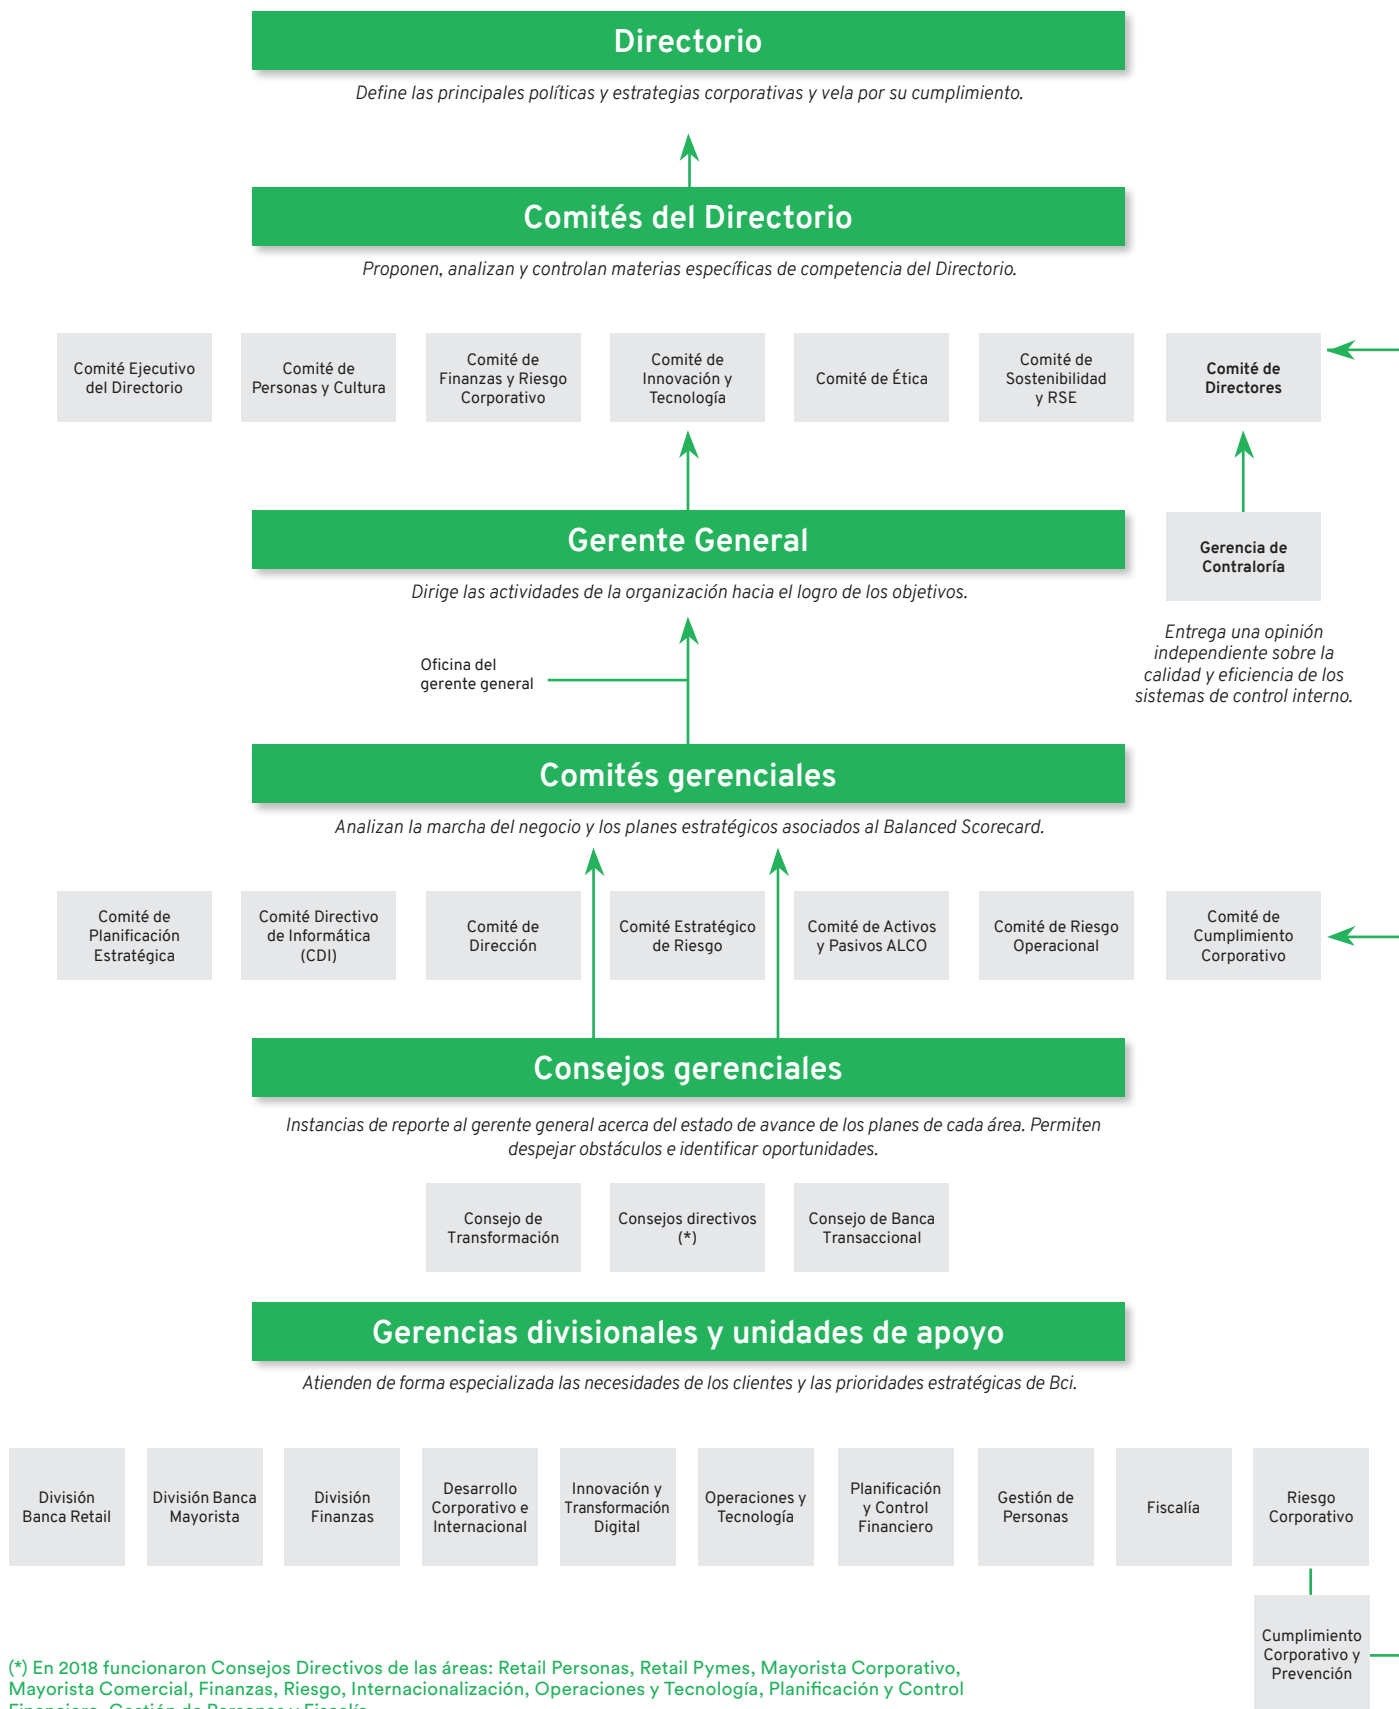 Directorio
Define las principales políticas y estrategias corporativas y vela por su cumplimiento.
Comités del Directorio
Proponen, analizan y controlan materias específicas de competencia del Directorio.
Comité Ejecutivo
del Directorio
Comité de
Personas y Cultura
Comité de
Finanzas y Riesgo
Corporativo
Comité de
Innovación y
Tecnología
Comité de Ética
Comité de
Sostenibilidad
y RSE
Comité de
Directores
Gerente General
Dirige las actividades de la organización hacia el logro de los objetivos.
Gerencia de
Contraloría
Entrega una opinión
independiente sobre la
calidad y eficiencia de los
sistemas de control interno.
Oficina del
gerente general
Comités gerenciales
Analizan la marcha del negocio y los planes estratégicos asociados al Balanced Scorecard.
Comité de
Planificación
Estratégica
Comité Directivo
de Informática
(CDI)
Comité de
Dirección
Comité Estratégico
de Riesgo
Comité de Activos
y Pasivos ALCO
Comité de Riesgo
Operacional
Comité de
Cumplimiento
Corporativo
Consejos gerenciales
Instancias de reporte al gerente general acerca del estado de avance de los planes de cada área. Permiten
despejar obstáculos e identificar oportunidades.
Consejo de
Transformación
Consejos directivos
(*)
Consejo de Banca
Transaccional
Gerencias divisionales y unidades de apoyo
Atienden de forma especializada las necesidades de los clientes y las prioridades estratégicas de Bci.
División
Banca Retail
División Banca
Mayorista
División
Finanzas
Desarrollo
Corporativo e
Internacional
Innovación y
Transformación
Digital
Operaciones y
Tecnología
Planificación
y Control
Financiero
Gestión de
Personas
Fiscalía
Riesgo
Corporativo
Cumplimiento
Corporativo y
Prevención
(*) En 2018 funcionaron Consejos Directivos de las áreas: Retail Personas, Retail Pymes, Mayorista Corporativo,
Mayorista Comercial, Finanzas, Riesgo, Internacionalización, Operaciones y Tecnología, Planificación y Control
Financiero, Gestión de Personas y Fiscalía